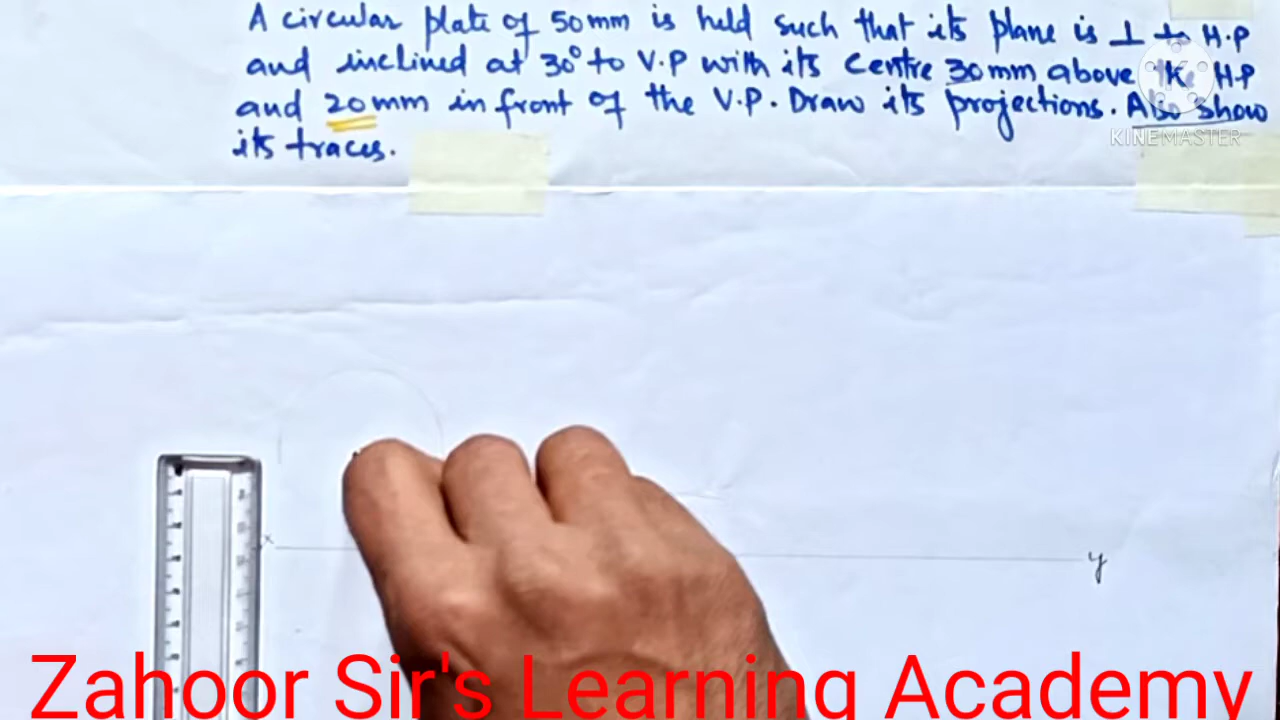 A circular plate of 50mm is held such that its plane is ⊥ to H.P
and inclined at 30° to V.P with its centre 30mm above the H.P
and 20mm in front of the V.P. Draw its projections. Also show
its traces.
KINEMASTER
x
y
Zahoor Sir's Learning Academy